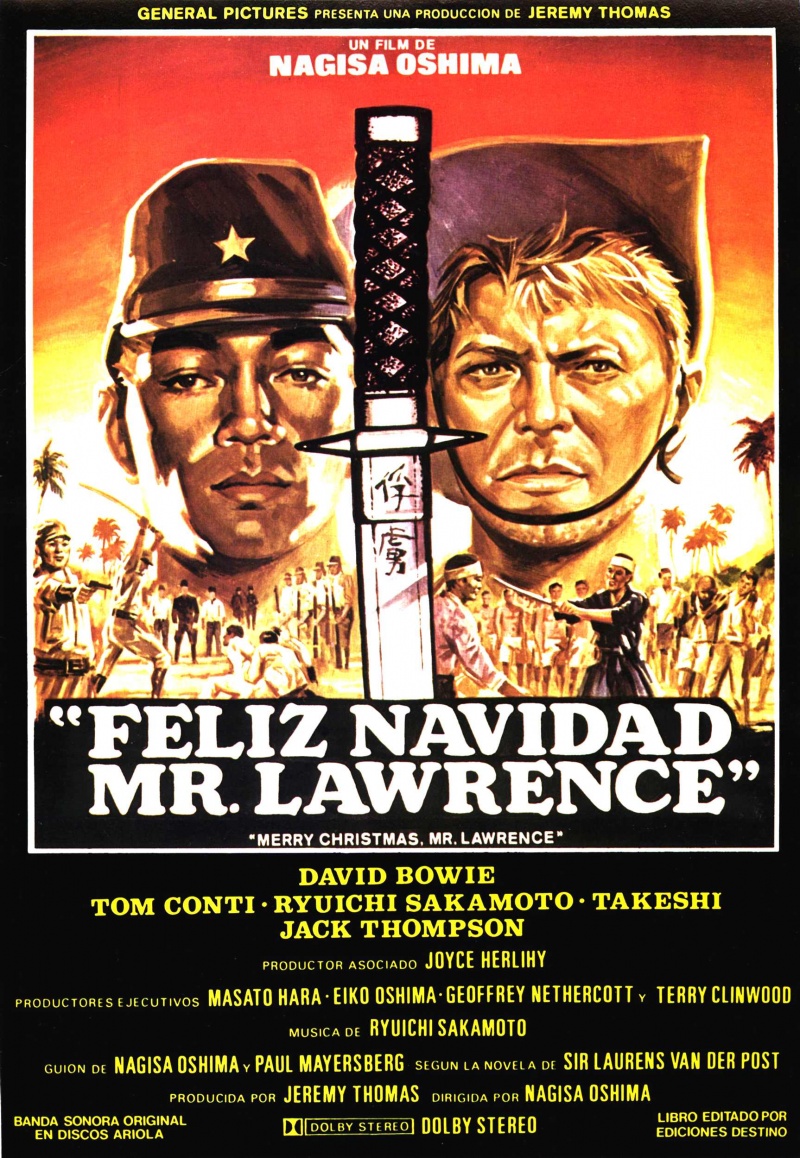 GENERAL PICTURES PRESENTA UNA PRODUCCION DE JEREMY THOMAS
UN FILM DE
NAGISA OSHIMA
俘
虜
“FELIZ NAVIDAD
MR. LAWRENCE”
“MERRY CHRISTMAS, MR. LAWRENCE”
DAVID BOWIE
TOM CONTI · RYUICHI SAKAMOTO · TAKESHI
JACK THOMPSON
PRODUCTOR ASOCIADO JOYCE HERLIHY
PRODUCTORES EJECUTIVOS MASATO HARA · EIKO OSHIMA · GEOFFREY NETHERCOTT Y TERRY CLINWOOD
MUSICA DE RYUICHI SAKAMOTO
GUION DE NAGISA OSHIMA Y PAUL MAYERSBERG SEGUN LA NOVELA DE SIR LAURENS VAN DER POST
PRODUCIDA POR JEREMY THOMAS DIRIGIDA POR NAGISA OSHIMA
BANDA SONORA ORIGINAL
EN DISCOS ARIOLA
DOLBY STEREO DOLBY STEREO
LIBRO EDITADO POR
EDICIONES DESTINO